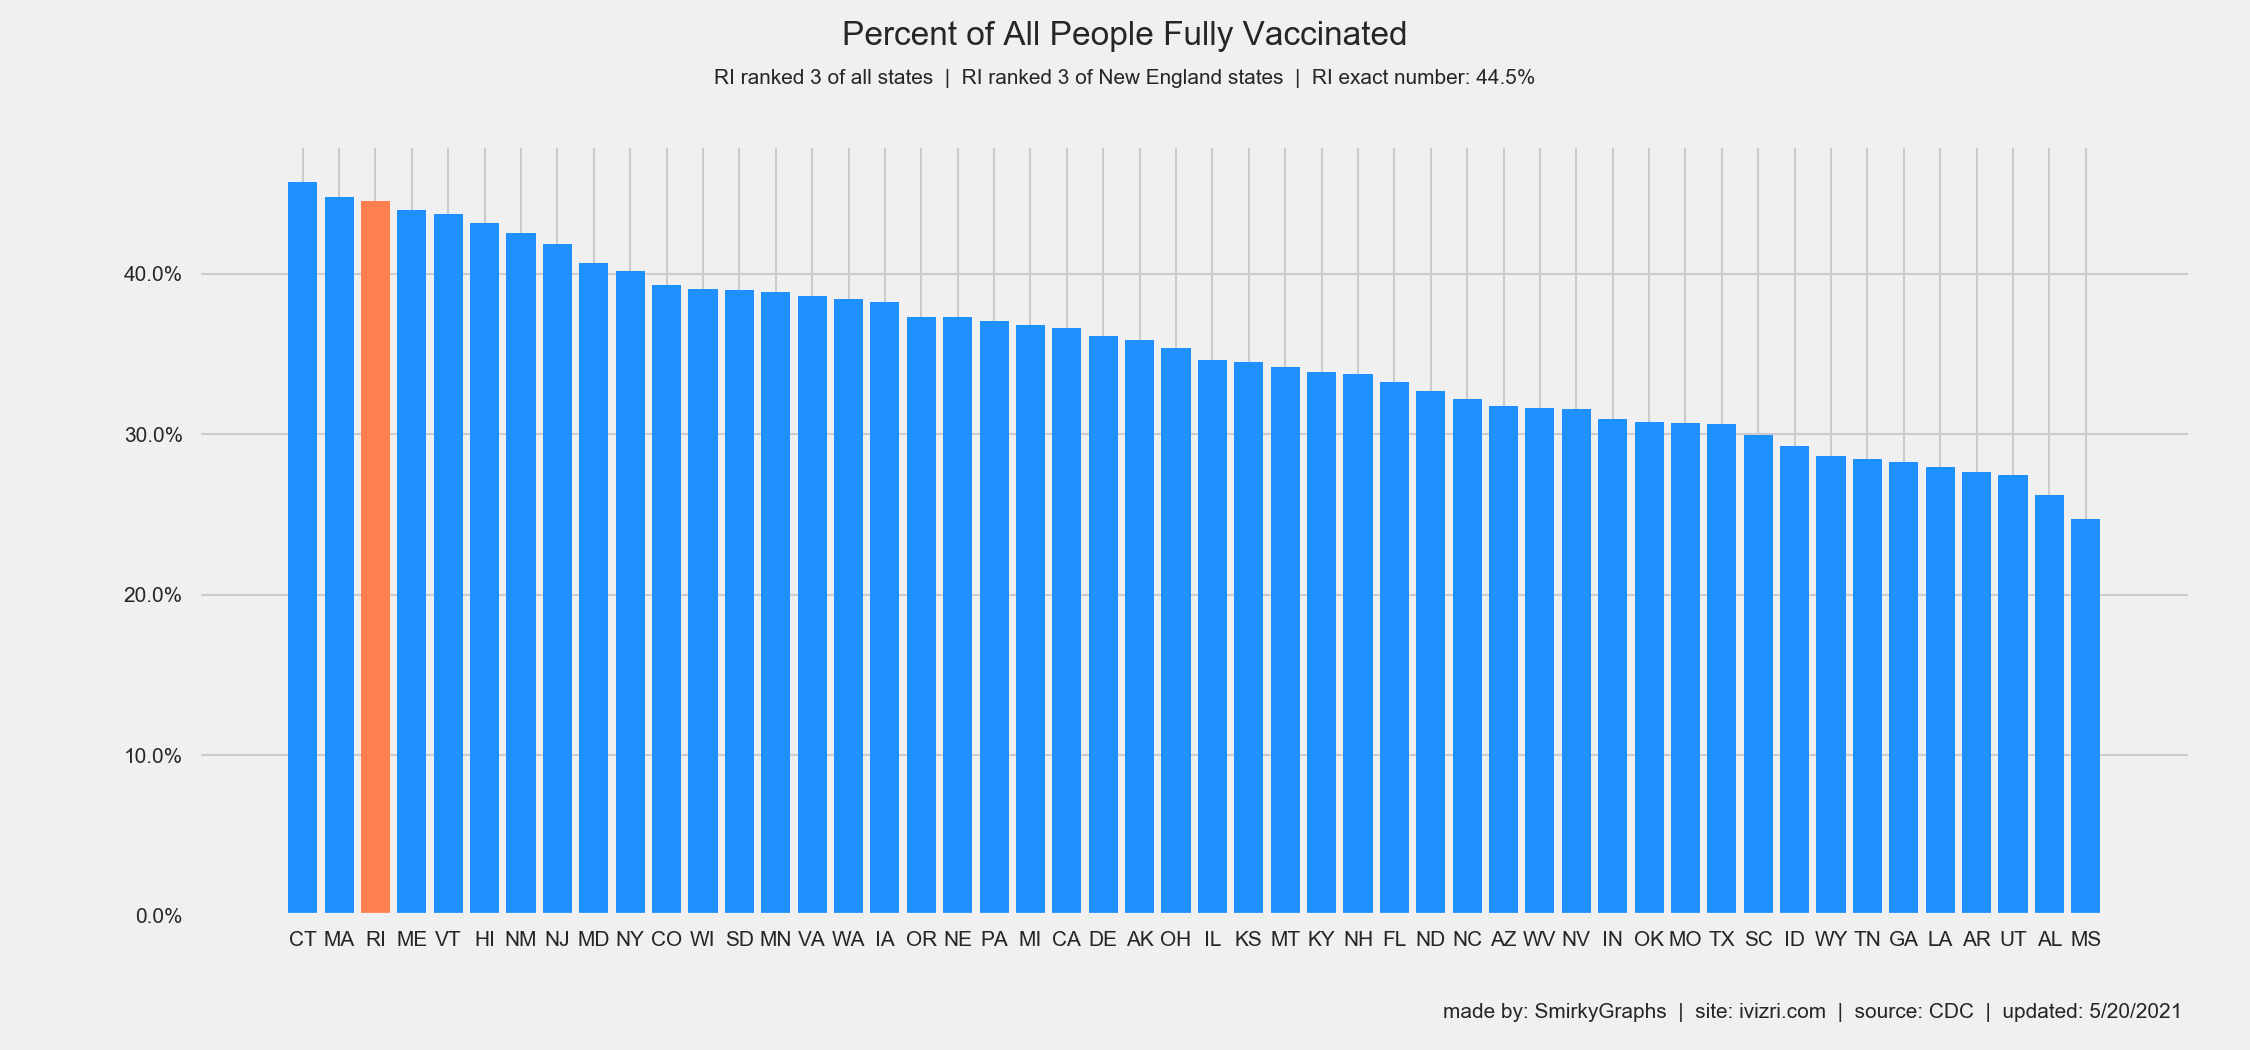 Percent of All People Fully Vaccinated
RI ranked 3 of all states | RI ranked 3 of New England states | RI exact number: 44.5%
40.0%
30.0%
20.0%
10.0%
0.0%
CT MA RI ME VT HI NM NJ MD NY CO WI SD MN VA WA IA OR NE PA MI CA DE AK OH IL KS MT KY NH FL ND NC AZ WV NV IN OK MO TX SC ID WY TN GA LA AR UT AL MS
made by: SmirkyGraphs | site: ivizri.com | source: CDC | updated: 5/20/2021